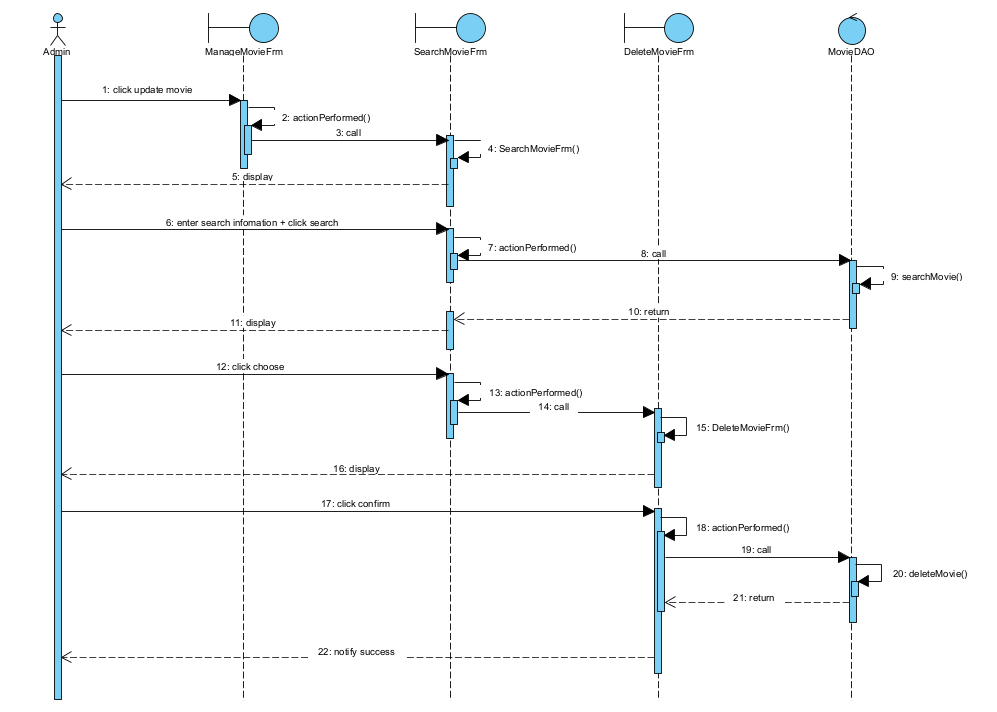 Admin
ManageMovieFrm
SearchMovieFrm
DeleteMovieFrm
MovieDAO
1: click update movie
2: actionPerformed()
3: call
4: SearchMovieFrm()
5: display
6: enter search infomation + click search
7: actionPerformed()
8: call
9: searchMovie()
10: return
11: display
12: click choose
13: actionPerformed()
14: call
15: DeleteMovieFrm()
16: display
17: click confirm
18: actionPerformed()
19: call
20: deleteMovie()
21: return
22: notify success